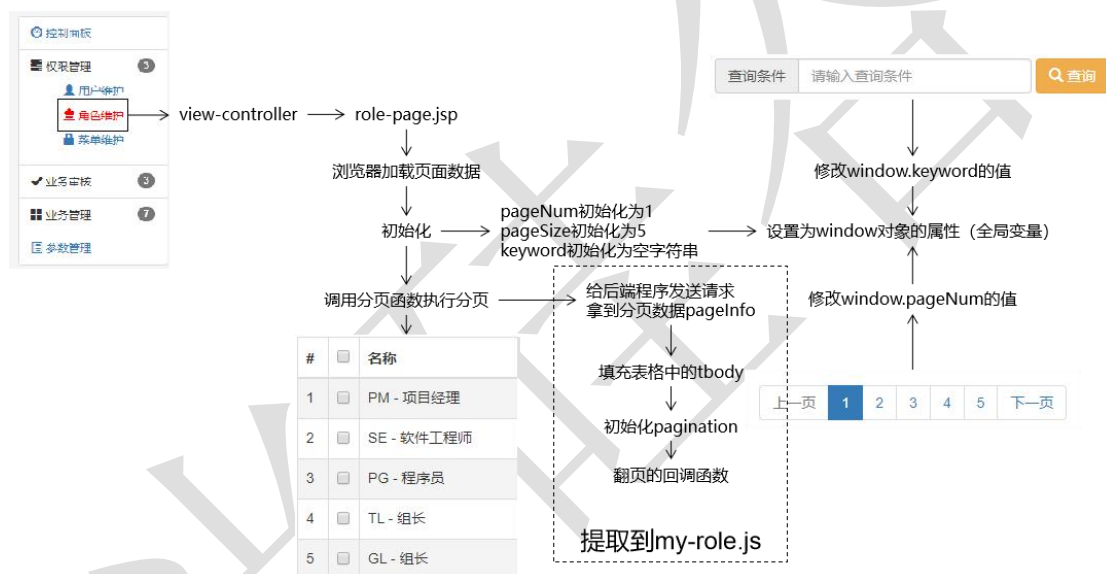 控制面板
权限管理 3
用户维护
角色维护
菜单维护
业务审核 3
业务管理 7
参数管理
view-controller
role-page.jsp
浏览器加载页面数据
初始化
pageNum初始化为1
pageSize初始化为5
keyword初始化为空字符串
设置为window对象的属性（全局变量）
查询条件 请输入查询条件 查询
修改window.keyword的值
修改window.pageNum的值
上一页 1 2 3 4 5 下一页
调用分页函数执行分页
给后端程序发送请求
拿到分页数据pageInfo
填充表格中的tbody
初始化pagination
翻页的回调函数
提取到my-role.js
# 名称
1 PM - 项目经理
2 SE - 软件工程师
3 PG - 程序员
4 TL - 组长
5 GL - 组长